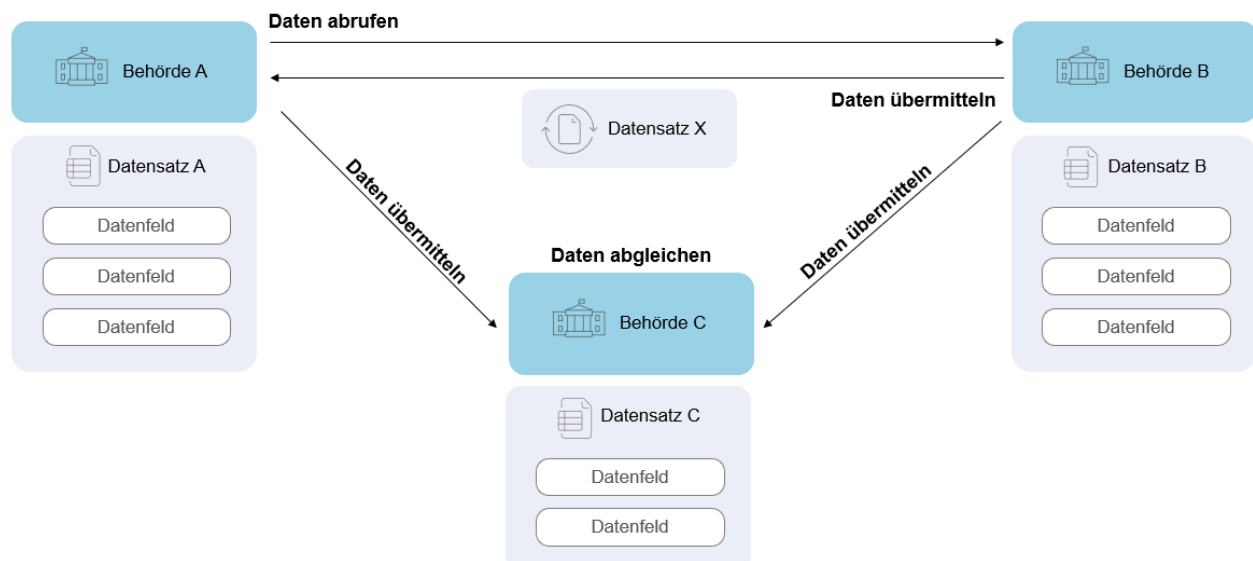 Daten abrufen
Behörde A
Behörde B
Daten übermitteln
Datensatz X
Datensatz A
Datenfeld
Datenfeld
Datenfeld
Daten übermitteln
Daten übermitteln
Datensatz B
Datenfeld
Datenfeld
Datenfeld
Daten abgleichen
Behörde C
Datensatz C
Datenfeld
Datenfeld